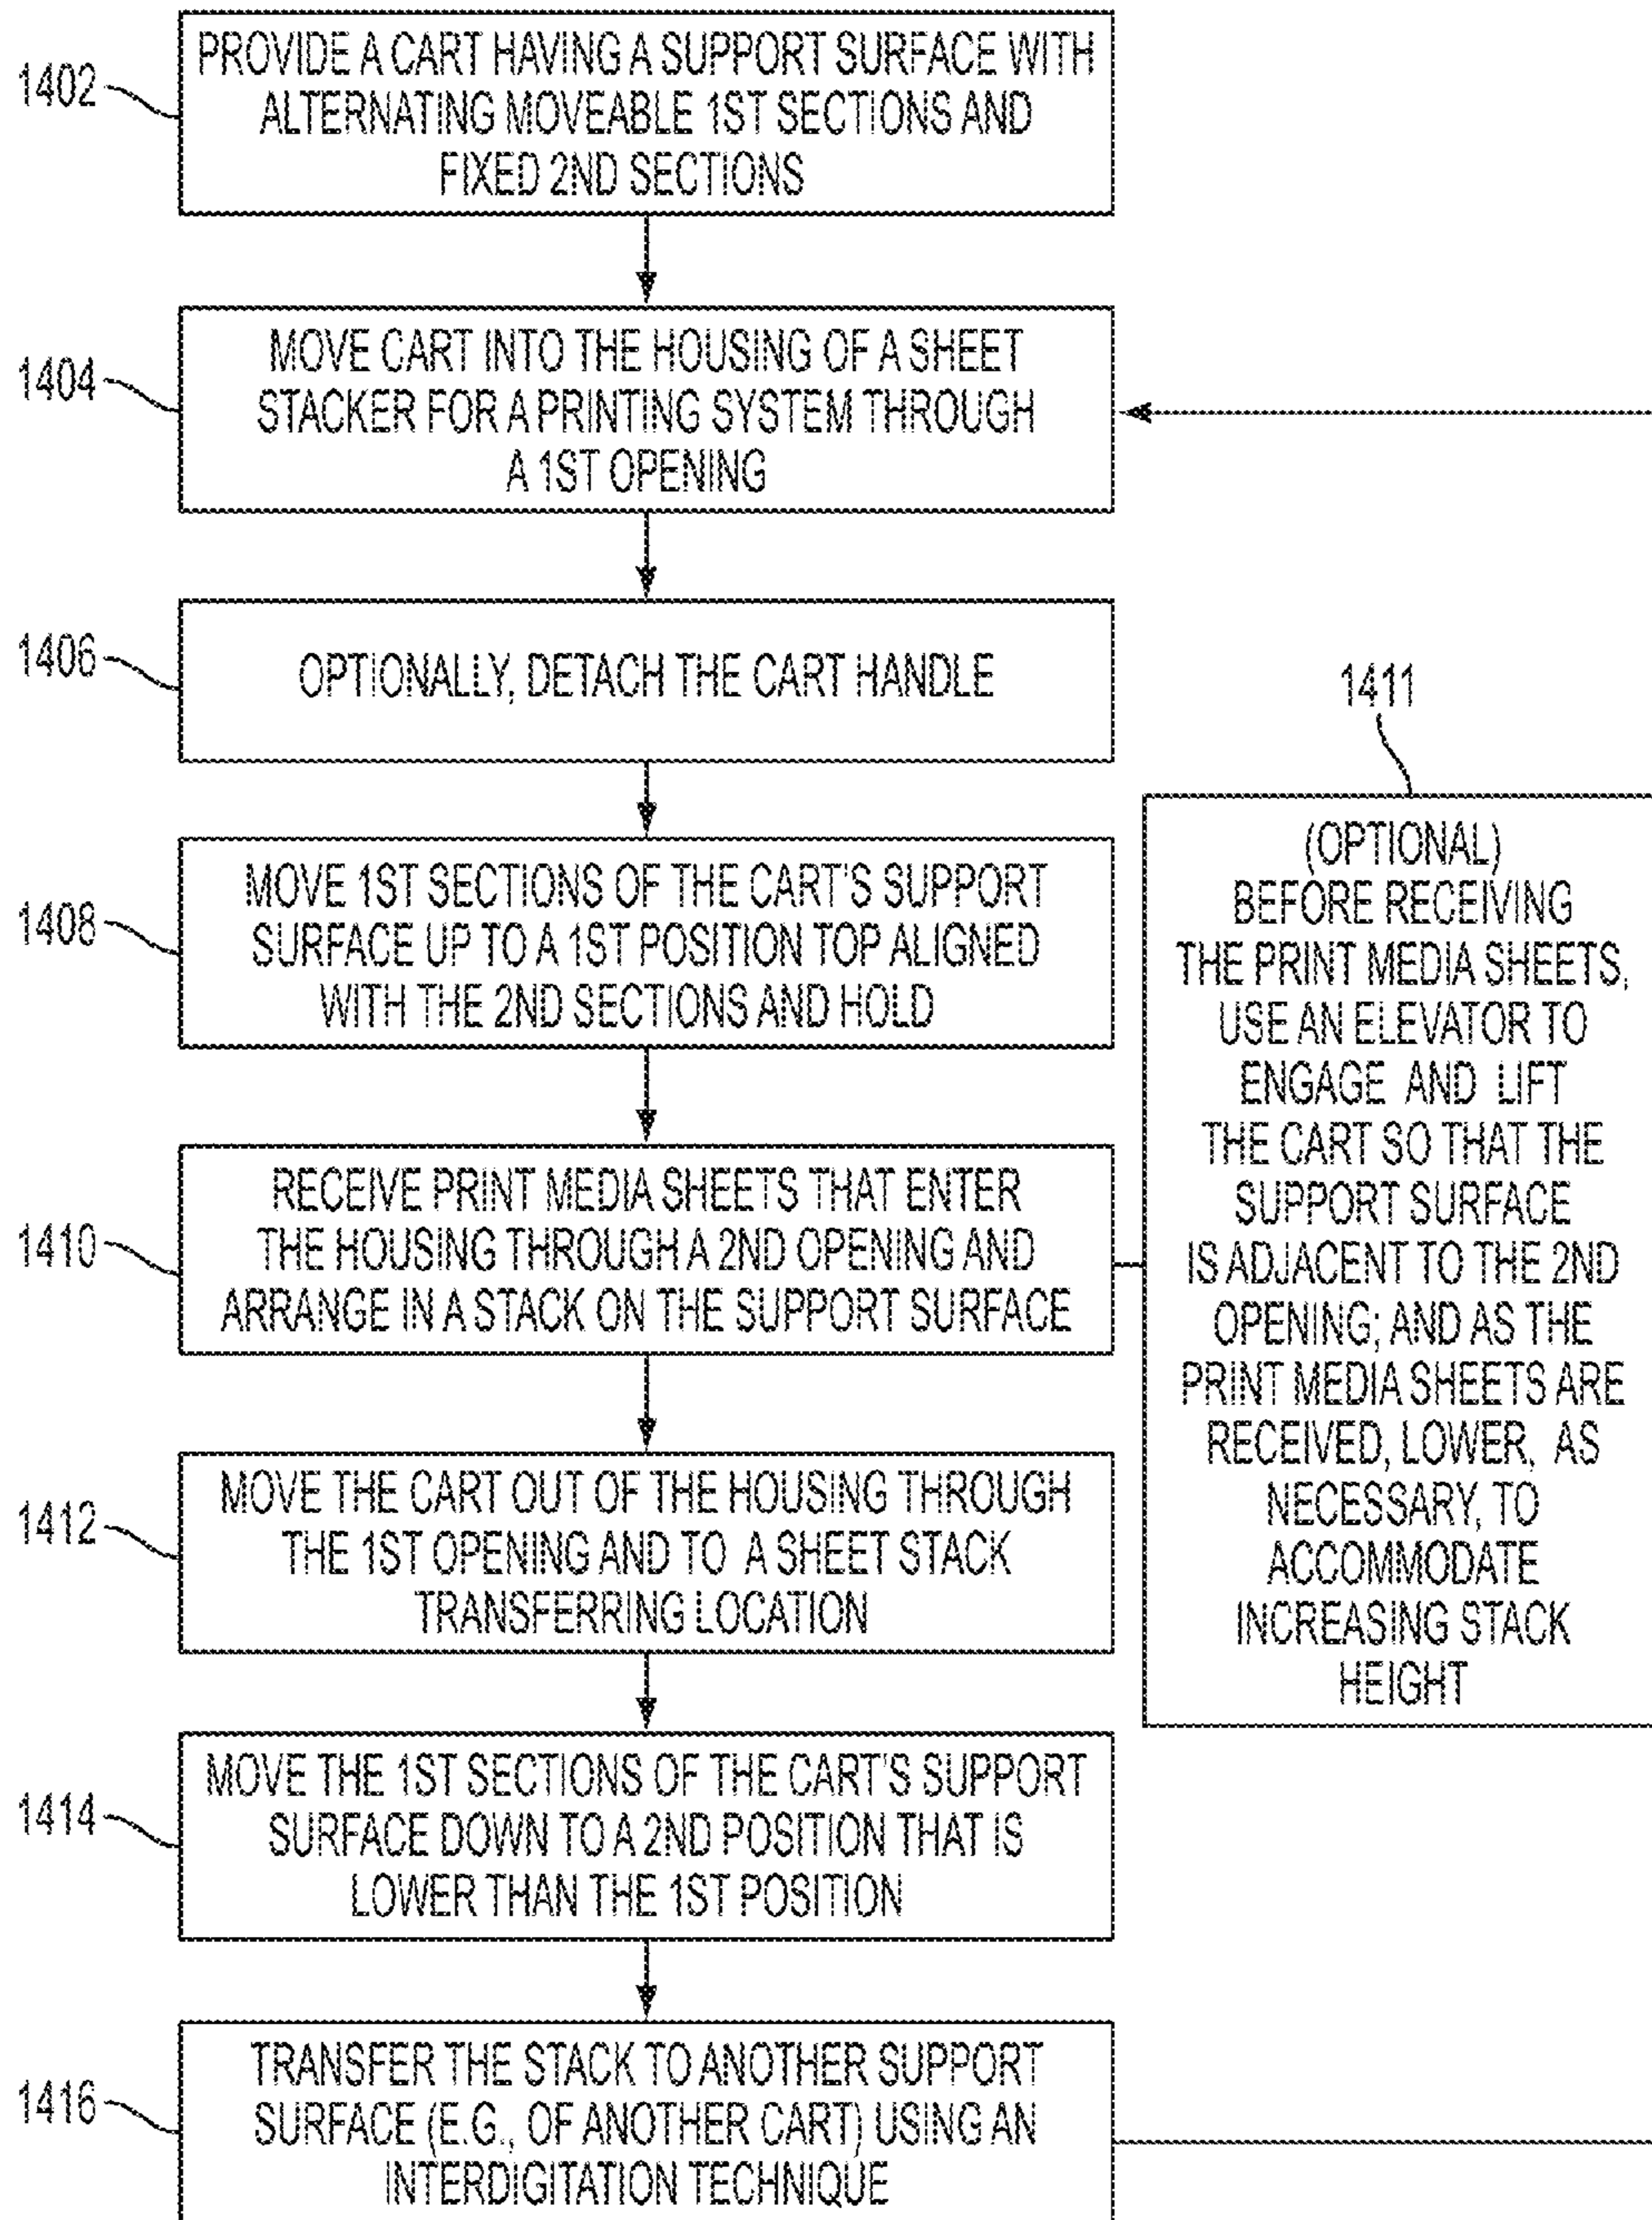 1402
PROVIDE A CART HAVING A SUPPORT SURFACE WITH
ALTERNATING MOVEABLE 1ST SECTIONS AND
FIXED 2ND SECTIONS
1404
MOVE CART INTO THE HOUSING OF A SHEET
STACKER FOR A PRINTING SYSTEM THROUGH
A 1ST OPENING
1406
OPTIONALLY, DETACH THE CART HANDLE
1408
MOVE 1ST SECTIONS OF THE CART'S SUPPORT
SURFACE UP TO A 1ST POSITION TOP ALIGNED
WITH THE 2ND SECTIONS AND HOLD
1410
RECEIVE PRINT MEDIA SHEETS THAT ENTER
THE HOUSING THROUGH A 2ND OPENING AND
ARRANGE IN A STACK ON THE SUPPORT SURFACE
1411
(OPTIONAL)
BEFORE RECEIVING
THE PRINT MEDIA SHEETS,
USE AN ELEVATOR TO
ENGAGE AND LIFT
THE CART SO THAT THE
SUPPORT SURFACE
IS ADJACENT TO THE 2ND
OPENING; AND AS THE
PRINT MEDIA SHEETS ARE
RECEIVED, LOWER, AS
NECESSARY, TO
ACCOMMODATE
INCREASING STACK
HEIGHT
1412
MOVE THE CART OUT OF THE HOUSING THROUGH
THE 1ST OPENING AND TO A SHEET STACK
TRANSFERRING LOCATION
1414
MOVE THE 1ST SECTIONS OF THE CART'S SUPPORT
SURFACE DOWN TO A 2ND POSITION THAT IS
LOWER THAN THE 1ST POSITION
1416
TRANSFER THE STACK TO ANOTHER SUPPORT
SURFACE (E.G., OF ANOTHER CART) USING AN
INTERDIGITATION TECHNIQUE